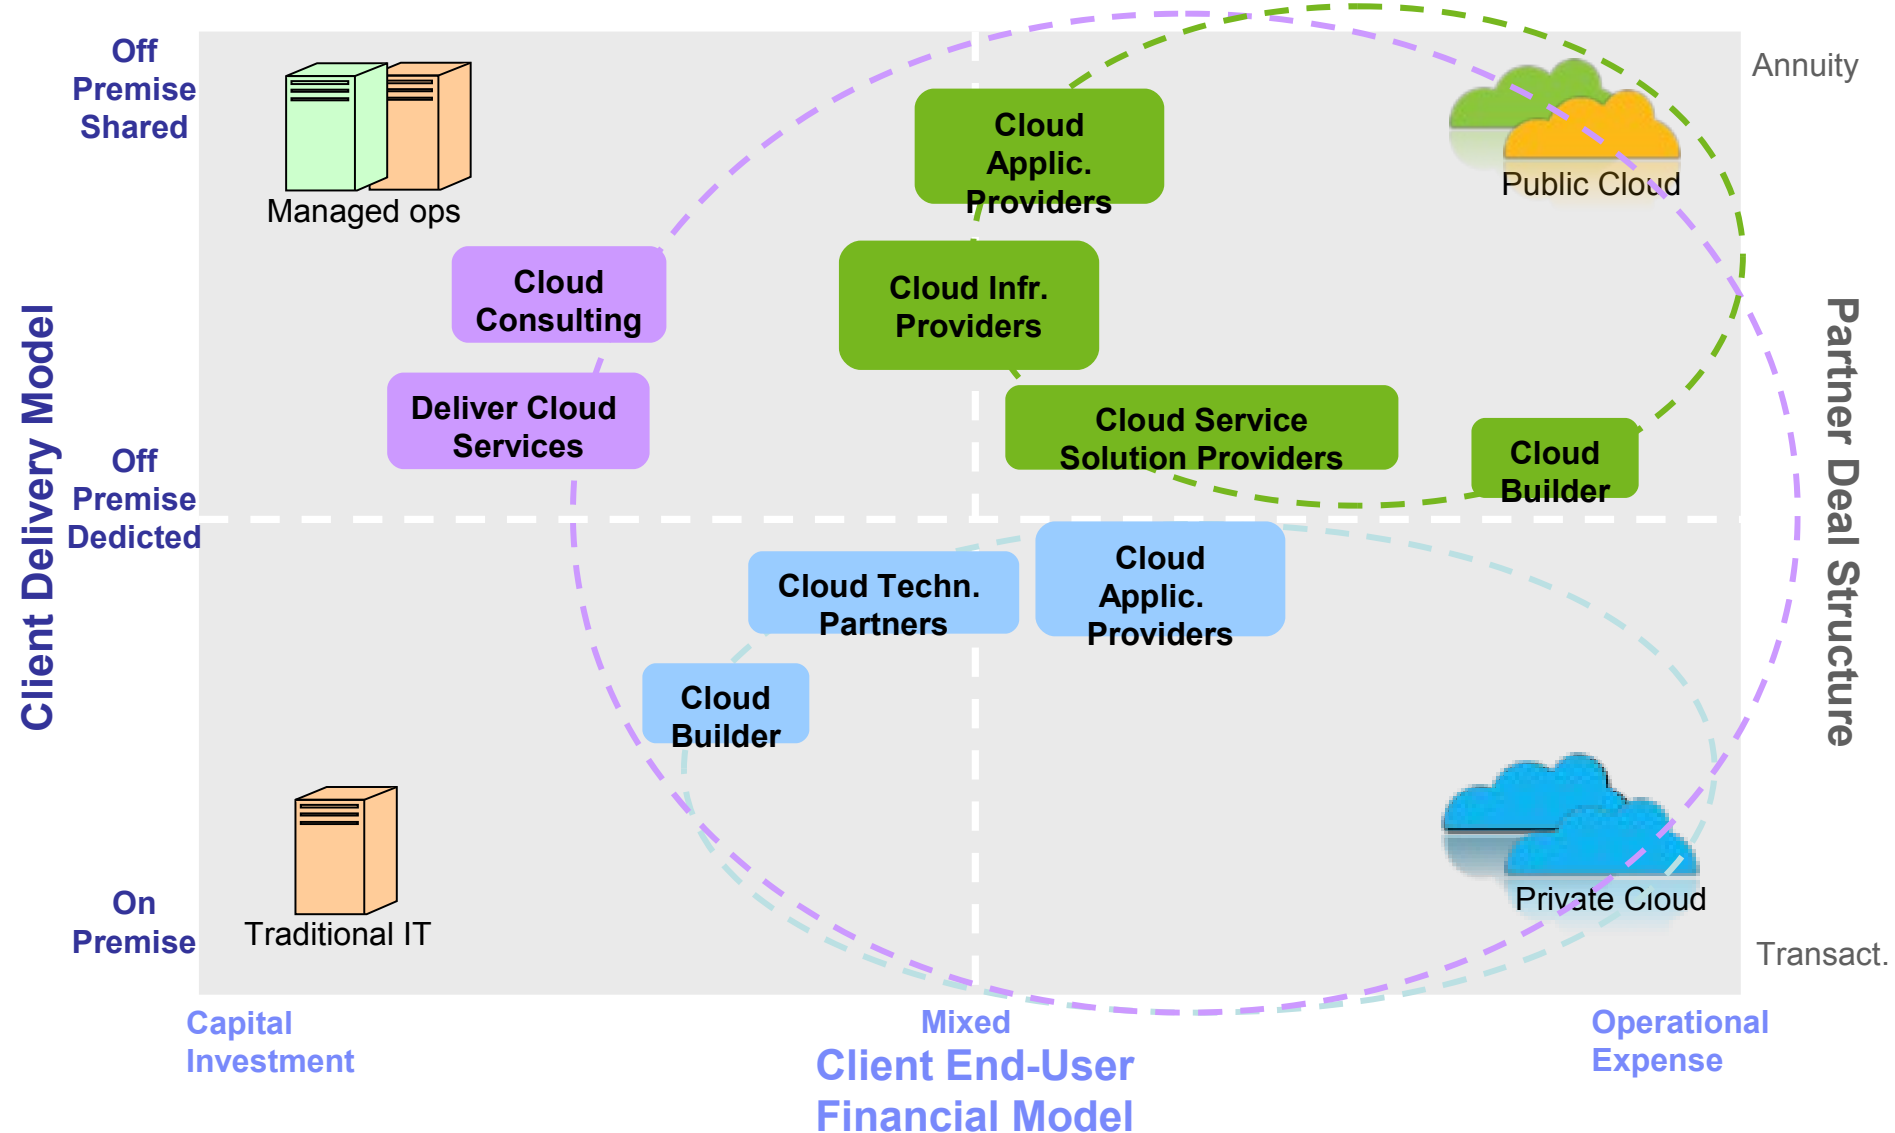 Off
Premise
Shared
Annuity
Managed ops
Cloud
Applic.
Providers
Public Cloud
Cloud
Consulting
Cloud Infr.
Providers
Deliver Cloud
Services
Cloud Service
Solution Providers
Cloud
Builder
Client Delivery Model
Partner Deal Structure
Off
Premise
Dedicted
Cloud Techn.
Partners
Cloud
Applic.
Providers
Cloud
Builder
Traditional IT
Private Cloud
On
Premise
Transact.
Capital
Investment
Mixed
Operational
Expense
Client End-User
Financial Model